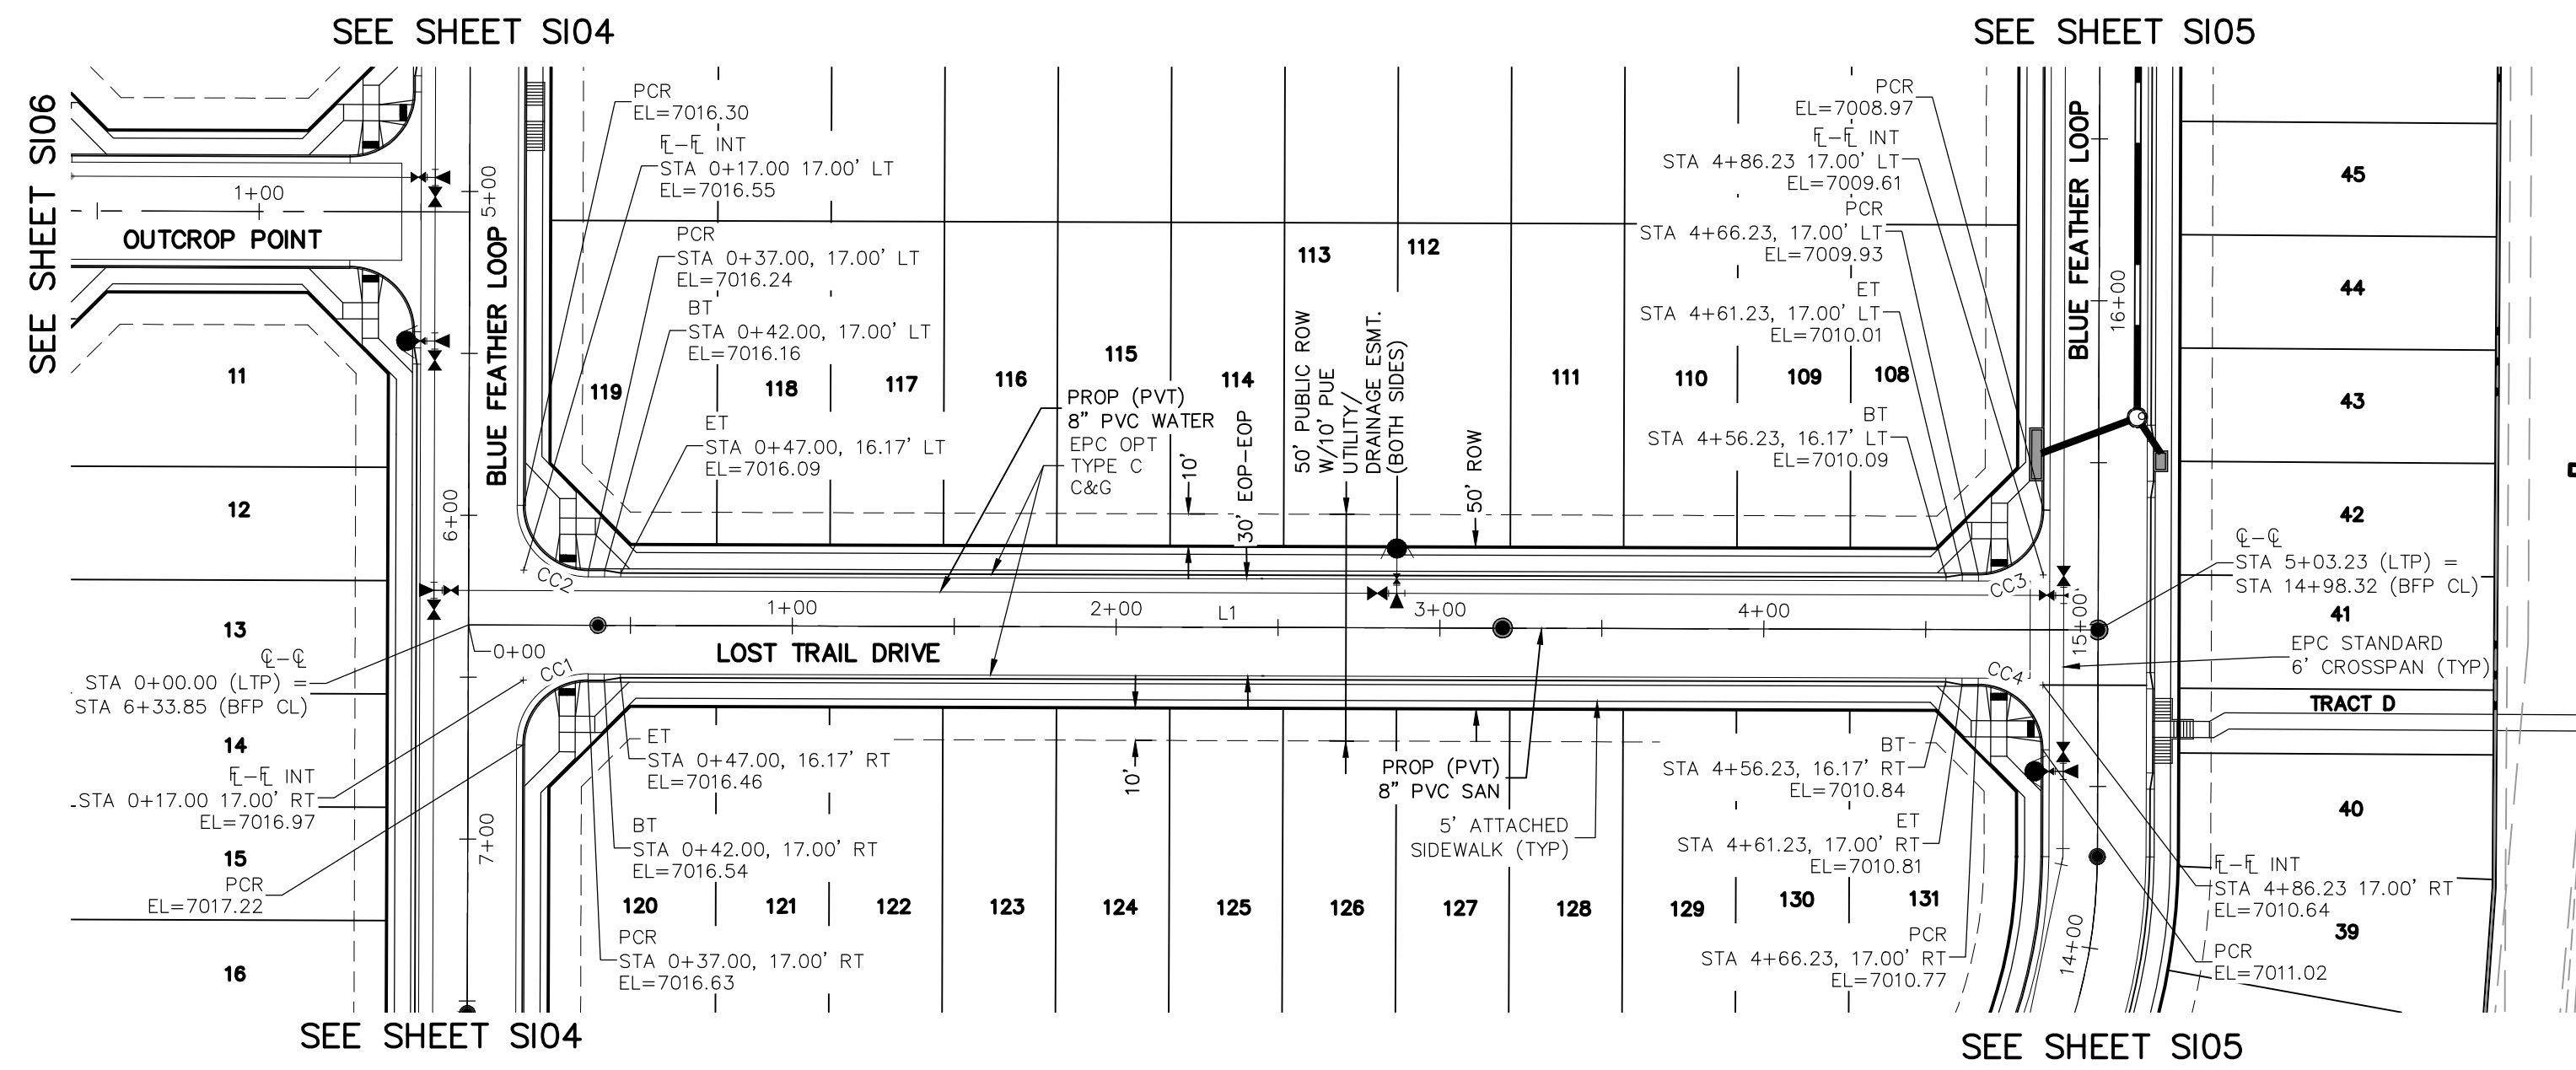 SEE SHEET SI04
SEE SHEET SI05
SEE SHEET SI06
1+00
OUTCROP POINT
5+00
BLUE FEATHER LOOP
6+00
7+00
PCR
EL=7016.30
FL-FL INT
STA 0+17.00 17.00' LT
EL=7016.55
PCR
STA 0+37.00, 17.00' LT
EL=7016.24
BT
STA 0+42.00, 17.00' LT
EL=7016.16
ET
STA 0+47.00, 16.17' LT
EL=7016.09
119
118
117
116
115
114
113
112
111
110
109
108
PROP (PVT)
8" PVC WATER
EPC OPT
TYPE C
C&G
10'
30' EOP-EOP
50' PUBLIC ROW
W/10' PUE
UTILITY/
DRAINAGE ESMT.
(BOTH SIDES)
50' ROW
PCR
EL=7008.97
FL-FL INT
STA 4+86.23 17.00' LT
EL=7009.61
PCR
STA 4+66.23, 17.00' LT
EL=7009.93
ET
STA 4+61.23, 17.00' LT
EL=7010.01
BT
STA 4+56.23, 16.17' LT
EL=7010.09
BLUE FEATHER LOOP
16+00
15+00
14+00
45
44
43
42
41
TRACT D
40
39
11
12
13
14
15
16
CC2
CC3
CC1
CC4
1+00
2+00
L1
3+00
4+00
0+00
LOST TRAIL DRIVE
℄-℄
STA 0+00.00 (LTP) =
STA 6+33.85 (BFP CL)
FL-FL INT
STA 0+17.00 17.00' RT
EL=7016.97
PCR
EL=7017.22
℄-℄
STA 5+03.23 (LTP) =
STA 14+98.32 (BFP CL)
EPC STANDARD
6' CROSSPAN (TYP)
ET
STA 0+47.00, 16.17' RT
EL=7016.46
BT
STA 0+42.00, 17.00' RT
EL=7016.54
PCR
STA 0+37.00, 17.00' RT
EL=7016.63
10'
PROP (PVT)
8" PVC SAN
5' ATTACHED
SIDEWALK (TYP)
BT
STA 4+56.23, 16.17' RT
EL=7010.84
ET
STA 4+61.23, 17.00' RT
EL=7010.81
PCR
STA 4+66.23, 17.00' RT
EL=7010.77
FL-FL INT
STA 4+86.23 17.00' RT
EL=7010.64
PCR
EL=7011.02
120
121
122
123
124
125
126
127
128
129
130
131
SEE SHEET SI04
SEE SHEET SI05